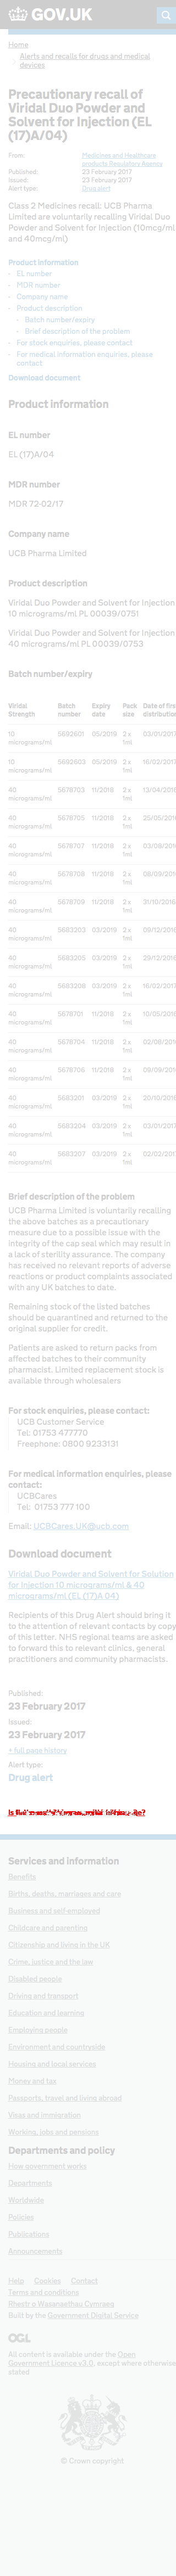 GOV.UK
Home
Alerts and recalls for drugs and medical
devices
Precautionary recall of
Viridal Duo Powder and
Solvent for Injection (EL
(17)A/04)
From: Medicines and Healthcare
products Regulatory Agency
Published: 23 February 2017
Issued: 23 February 2017
Alert type: Drug alert
Class 2 Medicines recall: UCB Pharma
Limited are voluntarily recalling Viridal Duo
Powder and Solvent for Injection (10mcg/ml
and 40mcg/ml)
Product information
EL number
MDR number
Company name
Product description
Batch number/expiry
Brief description of the problem
For stock enquiries, please contact
For medical information enquiries, please
contact
Download document
Product information
EL number
EL (17)A/04
MDR number
MDR 72-02/17
Company name
UCB Pharma Limited
Product description
Viridal Duo Powder and Solvent for Injection
10 micrograms/ml PL 00039/0751
Viridal Duo Powder and Solvent for Injection
40 micrograms/ml PL 00039/0753
Batch number/expiry
Viridal Strength Batch number Expiry date Pack size Date of firs distribution
10 micrograms/ml 5692601 05/2019 2 x 1ml 03/01/2017
10 micrograms/ml 5692603 05/2019 2 x 1ml 16/02/2017
40 micrograms/ml 5678703 11/2018 2 x 1ml 13/04/2016
40 micrograms/ml 5678705 11/2018 2 x 1ml 25/05/2016
40 micrograms/ml 5678707 11/2018 2 x 1ml 03/08/2016
40 micrograms/ml 5678708 11/2018 2 x 1ml 08/09/2016
40 micrograms/ml 5678709 11/2018 2 x 1ml 31/10/2016
40 micrograms/ml 5683203 03/2019 2 x 1ml 09/12/2016
40 micrograms/ml 5683205 03/2019 2 x 1ml 29/12/2016
40 micrograms/ml 5683208 03/2019 2 x 1ml 16/02/2017
40 micrograms/ml 5678701 11/2018 2 x 1ml 10/05/2016
40 micrograms/ml 5678704 11/2018 2 x 1ml 02/08/2016
40 micrograms/ml 5678706 11/2018 2 x 1ml 09/09/2016
40 micrograms/ml 5683201 03/2019 2 x 1ml 20/10/2016
40 micrograms/ml 5683204 03/2019 2 x 1ml 03/01/2017
40 micrograms/ml 5683207 03/2019 2 x 1ml 02/02/2017
Brief description of the problem
UCB Pharma Limited is voluntarily recalling
the above batches as a precautionary
measure due to a possible issue with the
integrity of the cap seal which may result in
a lack of sterility assurance. The company
has received no relevant reports of adverse
reactions or product complaints associated
with any UK batches to date.
Remaining stock of the listed batches
should be quarantined and returned to the
original supplier for credit.
Patients are asked to return packs from
affected batches to their community
pharmacist. Limited replacement stock is
available through wholesalers
For stock enquiries, please contact:
UCB Customer Service
Tel: 01753 477770
Freephone: 0800 9233131
For medical information enquiries, please
contact:
UCBCares
Tel: 01753 777 100
Email: UCBCares.UK@ucb.com
Download document
Viridal Duo Powder and Solvent for Solution
for Injection 10 micrograms/ml & 40
micrograms/ml (EL (17)A 04)
Recipients of this Drug Alert should bring it
to the attention of relevant contacts by copy
of this letter. NHS regional teams are asked
to forward this to relevant clinics, general
practitioners and community pharmacists.
Published:
23 February 2017
Issued:
23 February 2017
+ full page history
Alert type:
Drug alert
Services and information
Benefits
Births, deaths, marriages and care
Business and self-employed
Childcare and parenting
Citizenship and living in the UK
Crime, justice and the law
Disabled people
Driving and transport
Education and learning
Employing people
Environment and countryside
Housing and local services
Money and tax
Passports, travel and living abroad
Visas and immigration
Working, jobs and pensions
Departments and policy
How government works
Departments
Worldwide
Policies
Publications
Announcements
Help Cookies Contact
Terms and conditions
Rhestr o Wasanaethau Cymraeg
Built by the Government Digital Service
OGL
All content is available under the Open
Government Licence v3.0, except where otherwise
stated
© Crown copyright